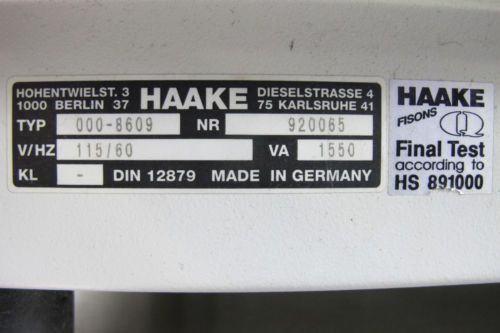 HOHENTWIELST. 3
1000 BERLIN 37
HAAKE
DIESELSTRASSE 4
75 KARLSRUHE 41
TYP 000-8609 NR 920065
V/HZ 115/60 VA 1550
KL - DIN 12879 MADE IN GERMANY
HAAKE
FISONS Q
Final Test
according to
HS 891000